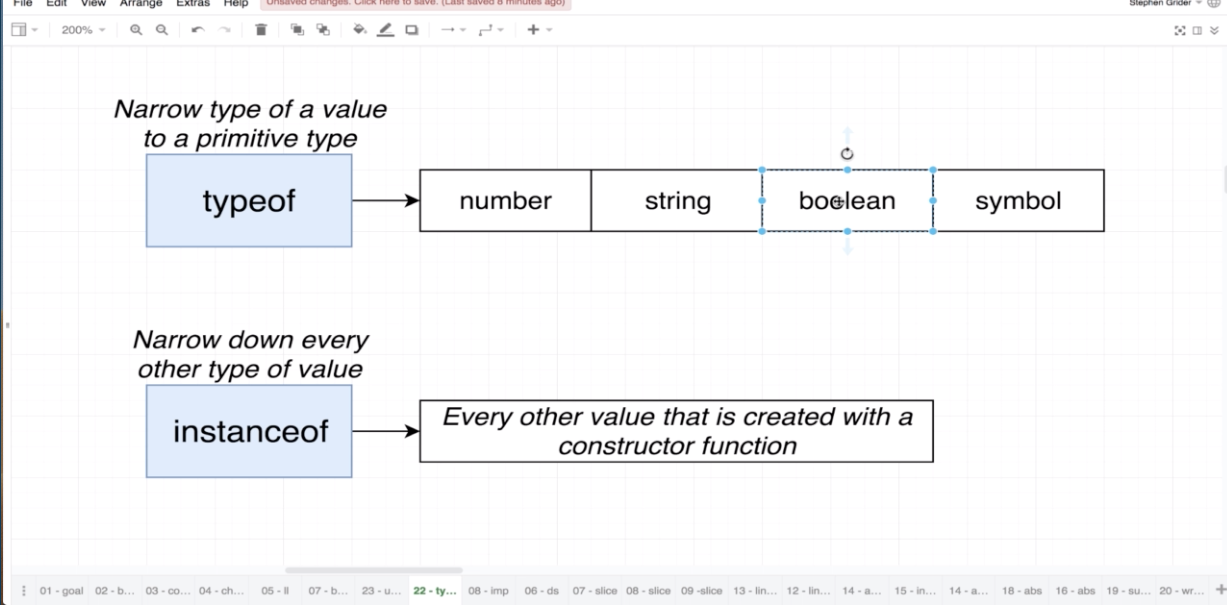 File Edit View Arrange Extras Help Unsaved changes. Click here to save. (Last saved 8 minutes ago) Stephen Grider
200%
Narrow type of a value
to a primitive type
typeof
number string boolean symbol
Narrow down every
other type of value
instanceof
Every other value that is created with a
constructor function
01 - goal 02 - b... 03 - co... 04 - ch... 05 - ll 07 - b... 23 - u... 22 - ty... 08 - imp 06 - ds 07 - slice 08 - slice 09 -slice 13 - lin... 12 - lin... 14 - a... 15 - in... 14 - a... 18 - abs 16 - abs 19 - su... 20 - wr...